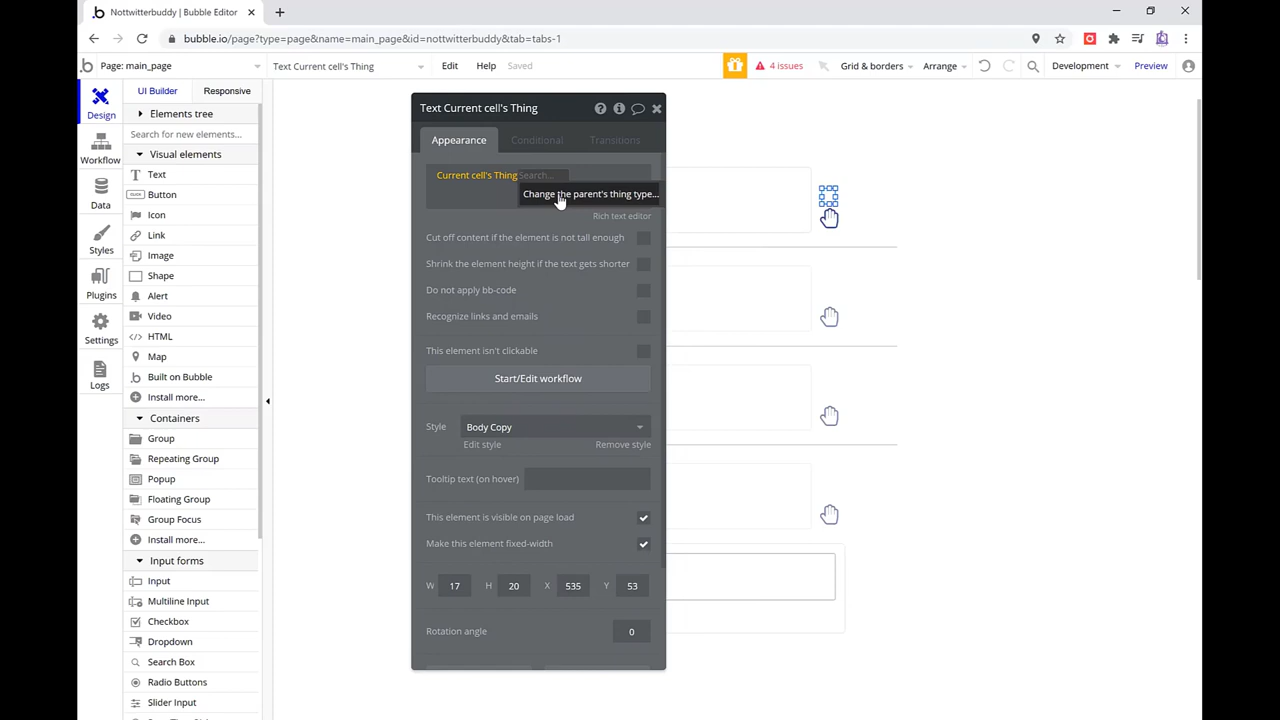 Nottwitterbuddy | Bubble Editor
bubble.io/page?type=page&name=main_page&id=nottwitterbuddy&tab=tabs-1
Page: main_page
Text Current cell's Thing
Edit
Help
Saved
4 issues
Grid & borders
Arrange
Development
Preview
Design
Workflow
Data
Styles
Plugins
Settings
Logs
UI Builder
Responsive
Elements tree
Search for new elements...
Visual elements
Text
Button
CLICK
Icon
Link
Image
Shape
Alert
Video
HTML
Map
Built on Bubble
Install more...
Containers
Group
Repeating Group
Popup
Floating Group
Group Focus
Install more...
Input forms
Input
Multiline Input
Checkbox
Dropdown
Search Box
Radio Buttons
Slider Input
Text Current cell's Thing
Appearance
Conditional
Transitions
Current cell's Thing Search...
Change the parent's thing type...
Rich text editor
Cut off content if the element is not tall enough
Shrink the element height if the text gets shorter
Do not apply bb-code
Recognize links and emails
This element isn't clickable
Start/Edit workflow
Style
Body Copy
Edit style
Remove style
Tooltip text (on hover)
This element is visible on page load
Make this element fixed-width
W 17 H 20 X 535 Y 53
Rotation angle
0